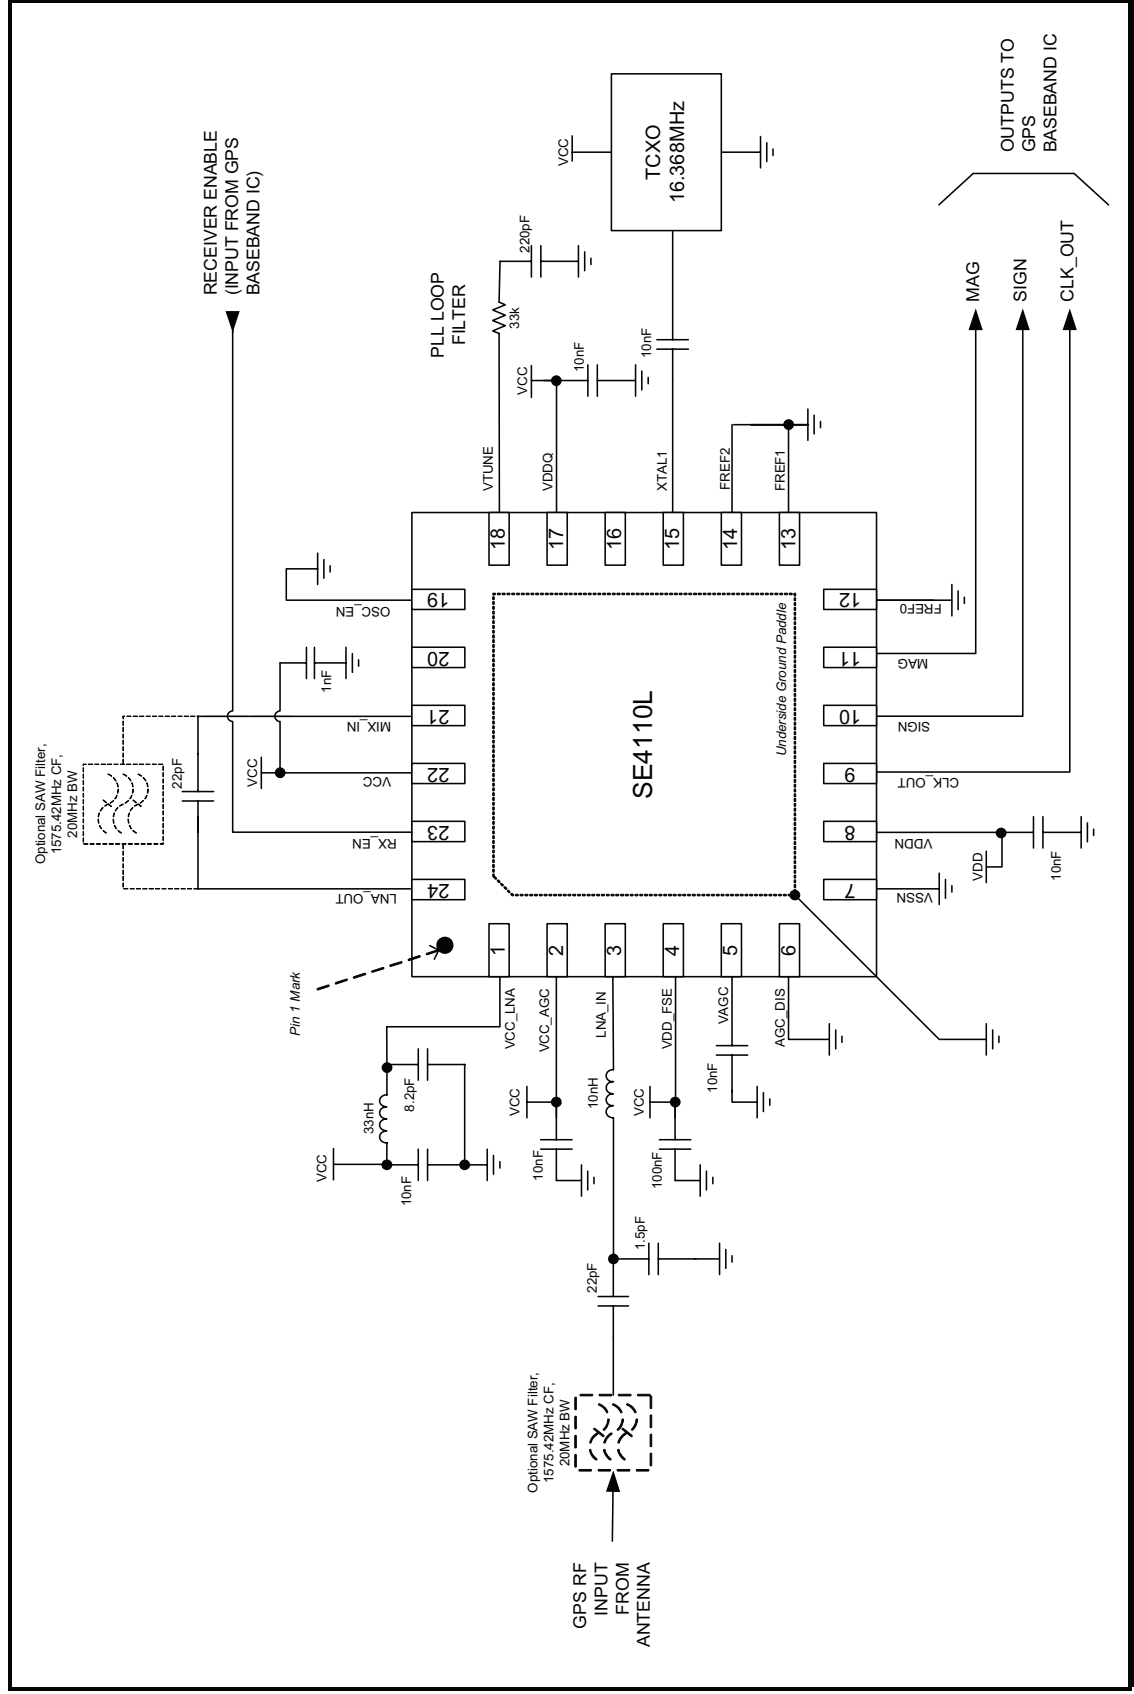 RECEIVER ENABLE
(INPUT FROM GPS
BASEBAND IC)
Optional SAW Filter,
1575.42MHz CF,
20MHz BW
22pF
VCC
1nF
PLL LOOP
FILTER
33k
220pF
VCC
10nF
10nF
VCC
TCXO
16.368MHz
OUTPUTS TO
GPS
BASEBAND IC
MAG
SIGN
CLK_OUT
VTUNE
VDDQ
XTAL1
FREF2
FREF1
18
17
16
15
14
13
OSC_EN
MIX_IN
VCC
RX_EN
LNA_OUT
19
20
21
22
23
24
SE4110L
Underside Ground Paddle
12
11
10
9
8
7
FREF0
MAG
SIGN
CLK_OUT
VDDN
VSSN
VDD
10nF
Pin 1 Mark
1
2
3
4
5
6
VCC_LNA
VCC_AGC
LNA_IN
VDD_FSE
VAGC
AGC_DIS
33nH
8.2pF
VCC
10nF
VCC
10nF
10nH
VCC
100nF
10nF
1.5pF
22pF
Optional SAW Filter,
1575.42MHz CF,
20MHz BW
GPS RF
INPUT
FROM
ANTENNA